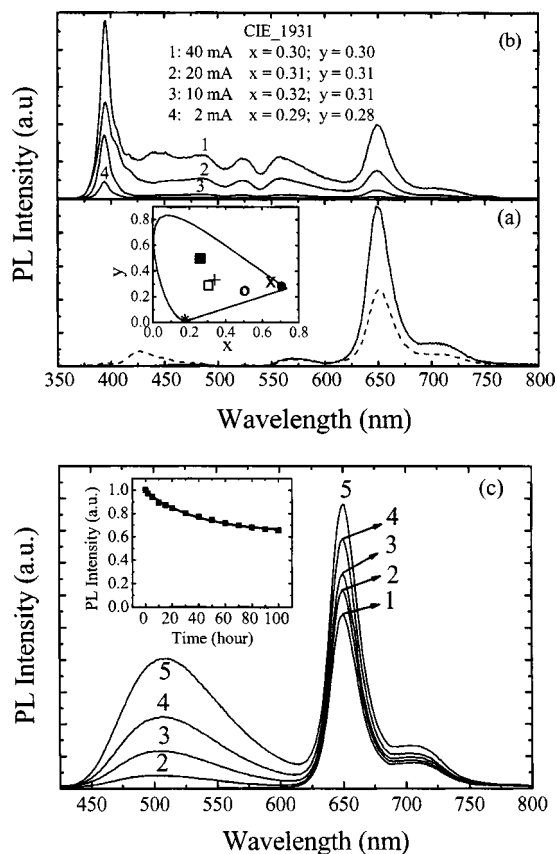 CIE_1931
(b)
1: 40 mA x = 0.30; y = 0.30
2: 20 mA x = 0.31; y = 0.31
3: 10 mA x = 0.32; y = 0.31
4: 2 mA x = 0.29; y = 0.28
1
2
3
4
PL Intensity (a.u)
(a)
0.8
0.6
0.4
0.2
0.0
y
0.0 0.2 0.4 0.6 0.8
x
350 400 450 500 550 600 650 700 750 800
Wavelength (nm)
(c)
1.0
0.8
0.6
0.4
0.2
0.0
PL Intensity (a.u.)
0 20 40 60 80 100
Time (hour)
5
4
3
2
1
5
4
3
2
PL Intensity (a.u.)
450 500 550 600 650 700 750 800
Wavelength (nm)